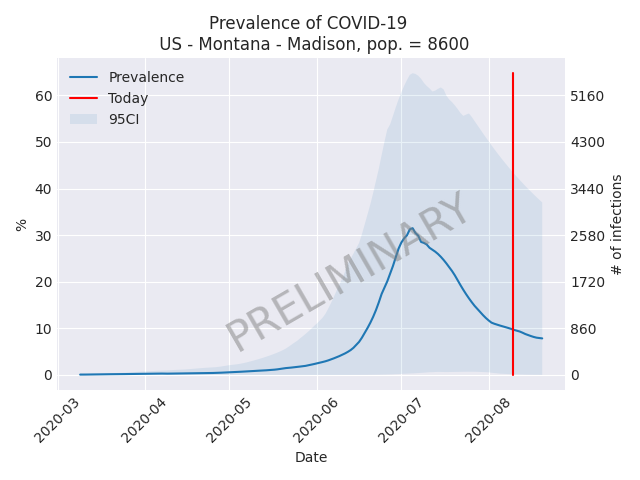 Prevalence of COVID-19
US - Montana - Madison, pop. = 8600
Prevalence
Today
95CI
60
50
40
30
20
10
0
%
5160
4300
3440
2580
1720
860
0
# of infections
PRELIMINARY
2020-03
2020-04
2020-05
2020-06
2020-07
2020-08
Date